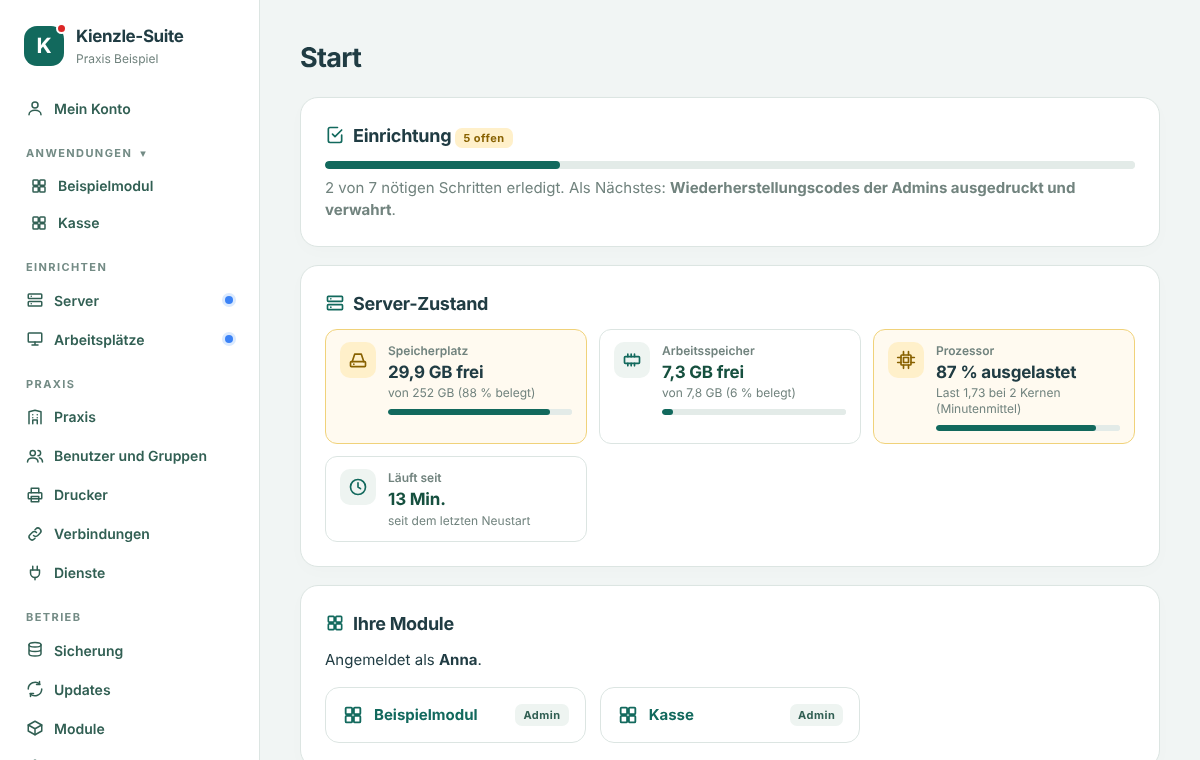 K
Kienzle-Suite
Praxis Beispiel
Mein Konto
ANWENDUNGEN ▾
Beispielmodul
Kasse
EINRICHTEN
Server
Arbeitsplätze
PRAXIS
Praxis
Benutzer und Gruppen
Drucker
Verbindungen
Dienste
BETRIEB
Sicherung
Updates
Module
Start
Einrichtung 5 offen
2 von 7 nötigen Schritten erledigt. Als Nächstes: Wiederherstellungscodes der Admins ausgedruckt und
verwahrt.
Server-Zustand
Speicherplatz
29,9 GB frei
von 252 GB (88 % belegt)
Arbeitsspeicher
7,3 GB frei
von 7,8 GB (6 % belegt)
Prozessor
87 % ausgelastet
Last 1,73 bei 2 Kernen
(Minutenmittel)
Läuft seit
13 Min.
seit dem letzten Neustart
Ihre Module
Angemeldet als Anna.
Beispielmodul Admin
Kasse Admin